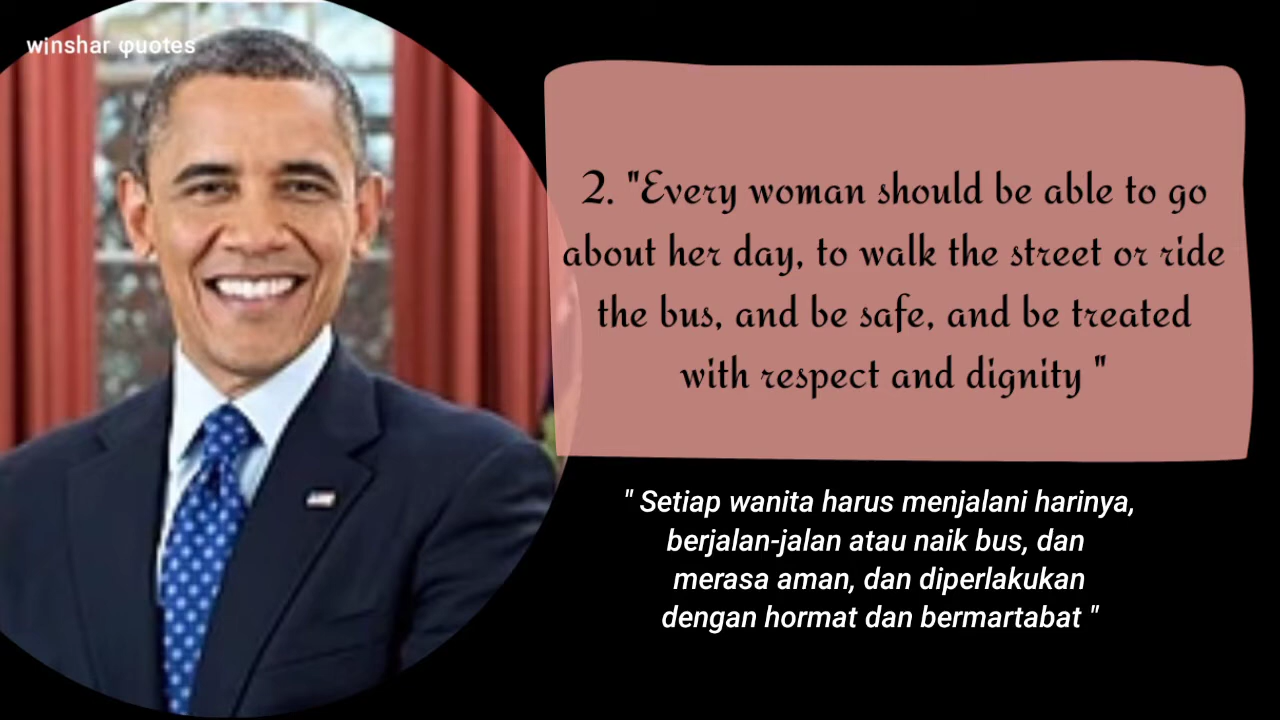 winshar quotes
2. "Every woman should be able to go
about her day, to walk the street or ride
the bus, and be safe, and be treated
with respect and dignity "
" Setiap wanita harus menjalani harinya,
berjalan-jalan atau naik bus, dan
merasa aman, dan diperlakukan
dengan hormat dan bermartabat "